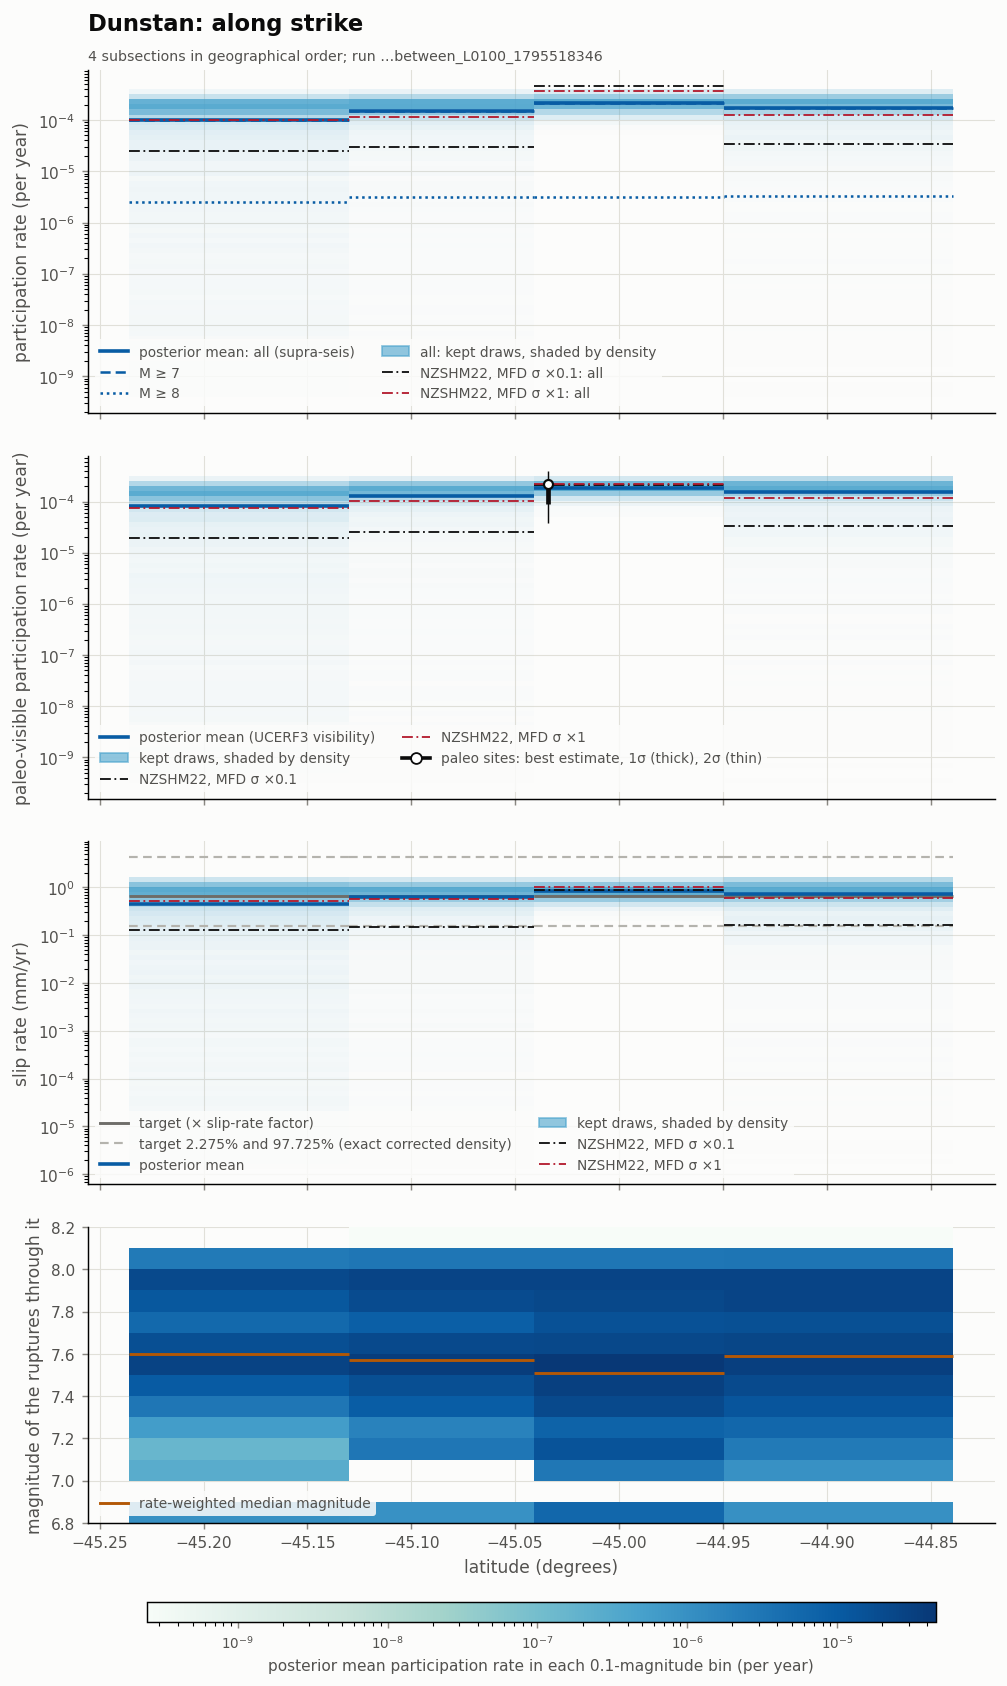 Dunstan: along strike
4 subsections in geographical order; run ...between_L0100_1795518346
participation rate (per year)
10⁻⁴
10⁻⁵
10⁻⁶
10⁻⁷
10⁻⁸
10⁻⁹
posterior mean: all (supra-seis)
M ≥ 7
M ≥ 8
all: kept draws, shaded by density
NZSHM22, MFD σ ×0.1: all
NZSHM22, MFD σ ×1: all
paleo-visible participation rate (per year)
10⁻⁴
10⁻⁵
10⁻⁶
10⁻⁷
10⁻⁸
10⁻⁹
posterior mean (UCERF3 visibility)
kept draws, shaded by density
NZSHM22, MFD σ ×0.1
NZSHM22, MFD σ ×1
paleo sites: best estimate, 1σ (thick), 2σ (thin)
slip rate (mm/yr)
10⁰
10⁻¹
10⁻²
10⁻³
10⁻⁴
10⁻⁵
10⁻⁶
target (× slip-rate factor)
target 2.275% and 97.725% (exact corrected density)
posterior mean
kept draws, shaded by density
NZSHM22, MFD σ ×0.1
NZSHM22, MFD σ ×1
magnitude of the ruptures through it
8.2
8.0
7.8
7.6
7.4
7.2
7.0
6.8
rate-weighted median magnitude
−45.25 −45.20 −45.15 −45.10 −45.05 −45.00 −44.95 −44.90 −44.85
latitude (degrees)
10⁻⁹ 10⁻⁸ 10⁻⁷ 10⁻⁶ 10⁻⁵
posterior mean participation rate in each 0.1-magnitude bin (per year)